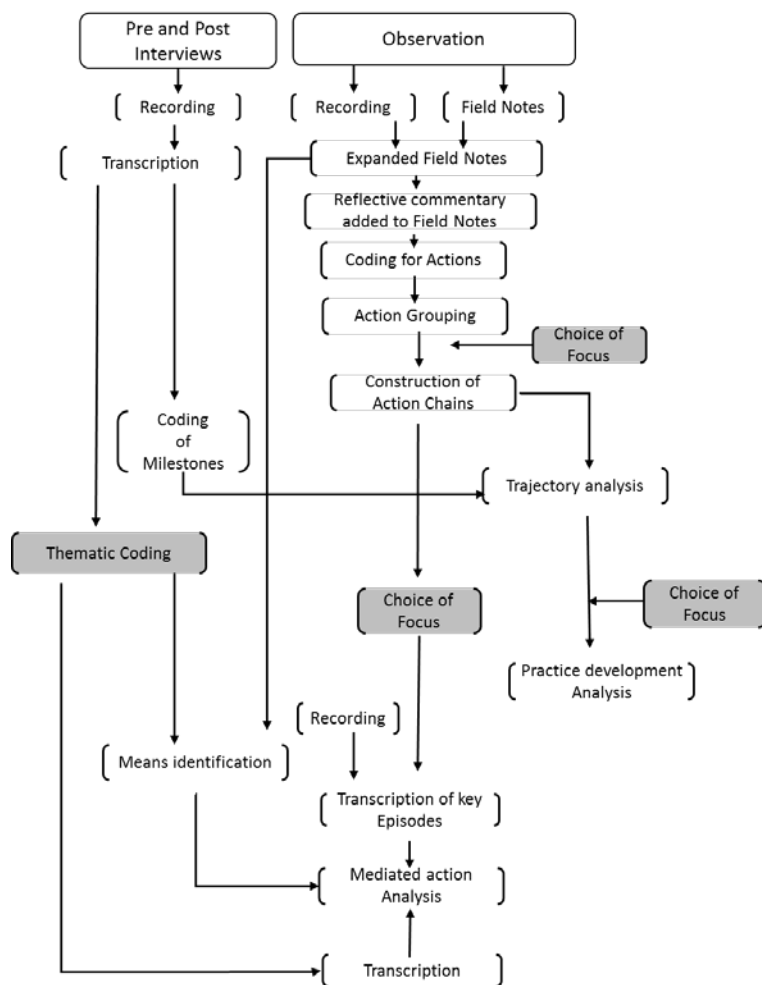 Pre and Post
Interviews
Observation
Recording
Recording
Field Notes
Transcription
Expanded Field Notes
Reflective commentary
added to Field Notes
Coding for Actions
Action Grouping
Choice of
Focus
Construction of
Action Chains
Coding
of
Milestones
Trajectory analysis
Thematic Coding
Choice of
Focus
Choice of
Focus
Practice development
Analysis
Recording
Means identification
Transcription of key
Episodes
Mediated action
Analysis
Transcription